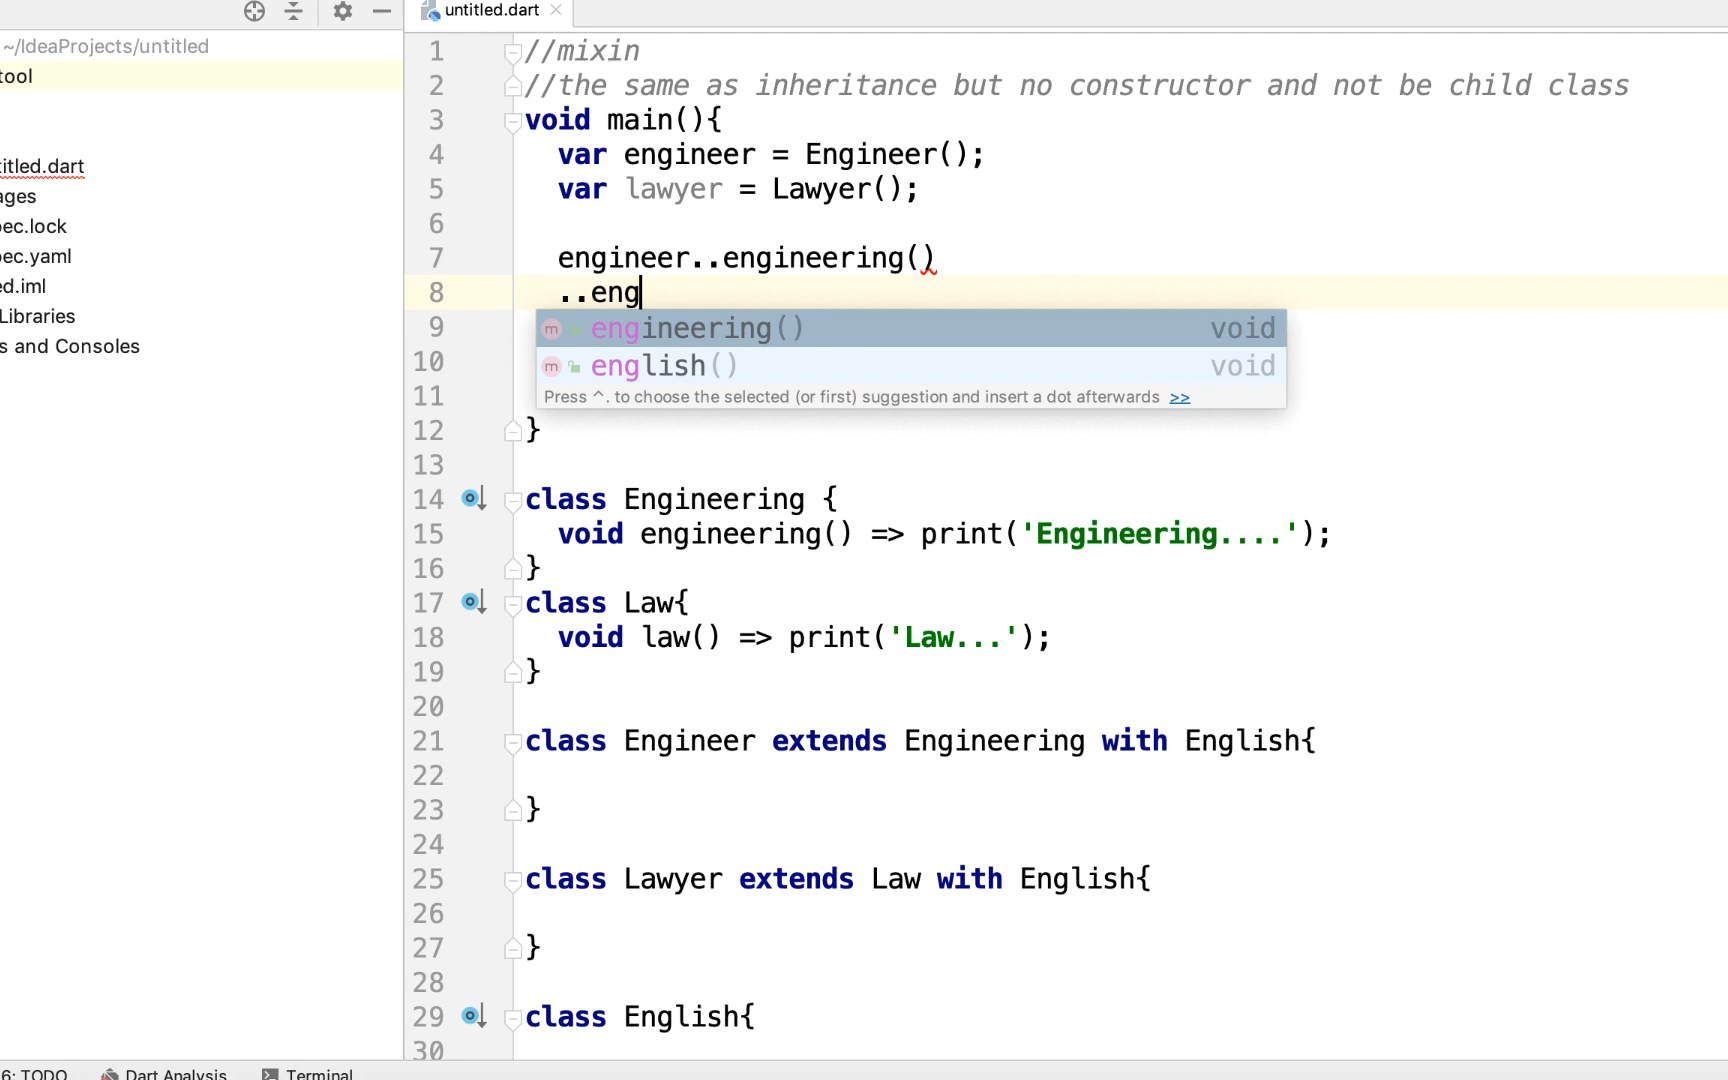 untitled.dart
~/IdeaProjects/untitled
tool
titled.dart
ages
ec.lock
ec.yaml
ed.iml
Libraries
s and Consoles
1 //mixin
2 //the same as inheritance but no constructor and not be child class
3 void main(){
4 var engineer = Engineer();
5 var lawyer = Lawyer();
6
7 engineer..engineering()
8 ..eng
9 m engineering() void
10 m english() void
11 Press ^. to choose the selected (or first) suggestion and insert a dot afterwards >>
12 }
13
14 class Engineering {
15 void engineering() => print('Engineering....');
16 }
17 class Law{
18 void law() => print('Law...');
19 }
20
21 class Engineer extends Engineering with English{
22
23 }
24
25 class Lawyer extends Law with English{
26
27 }
28
29 class English{
30
6: TODO Dart Analysis Terminal